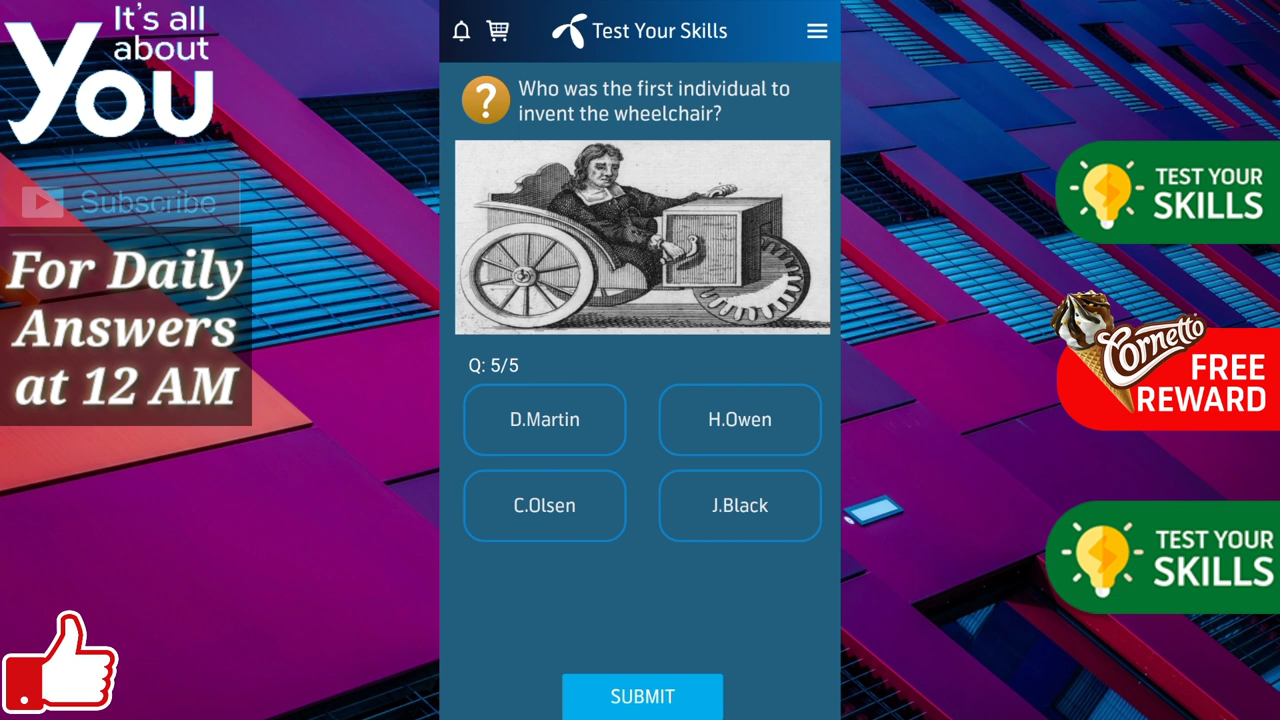 It's all
about
you
Subscribe
For Daily
Answers
at 12 AM
Test Your Skills
Who was the first individual to
invent the wheelchair?
Q: 5/5
D.Martin
H.Owen
C.Olsen
J.Black
SUBMIT
TEST YOUR
SKILLS
Cornetto
FREE
REWARD
TEST YOUR
SKILLS